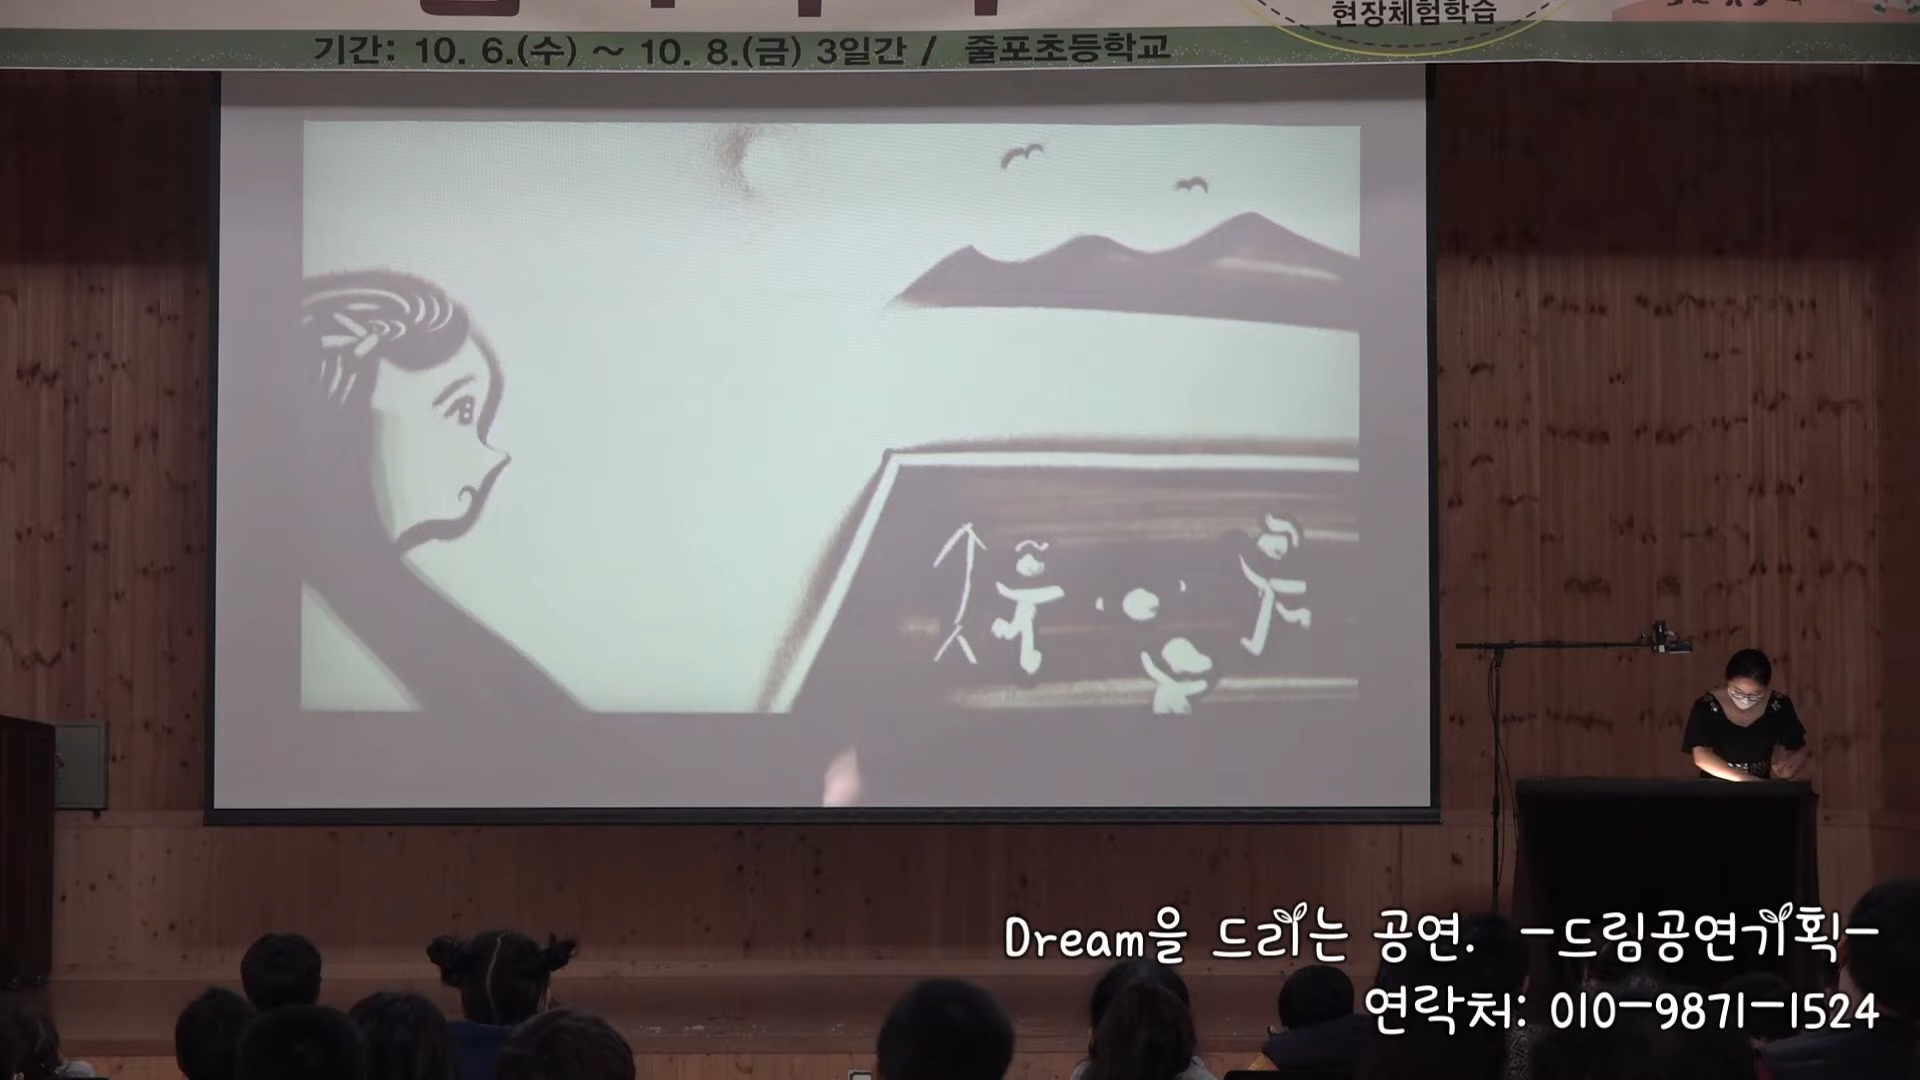 현장체험학습
기간: 10. 6.(수) ~ 10. 8.(금) 3일간 / 줄포초등학교
Dream을 드리는 공연. -드림공연기획-
연락처: 010-9871-1524